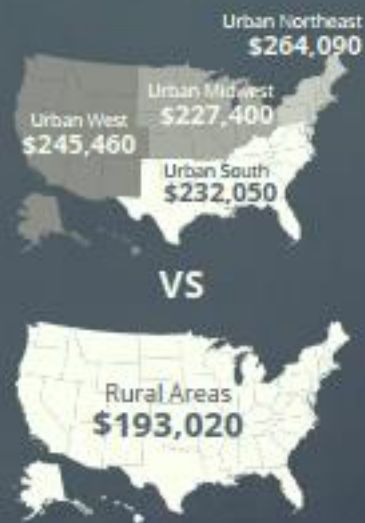 Urban Northeast
$264,090
Urban Midwest
$227,400
Urban West
$245,460
Urban South
$232,050
VS
Rural Areas
$193,020